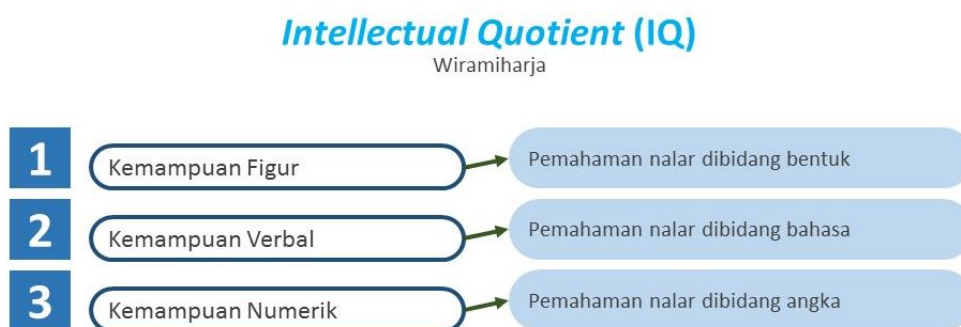 Intellectual Quotient (IQ)
Wiramiharja
1
Kemampuan Figur
Pemahaman nalar dibidang bentuk
2
Kemampuan Verbal
Pemahaman nalar dibidang bahasa
3
Kemampuan Numerik
Pemahaman nalar dibidang angka